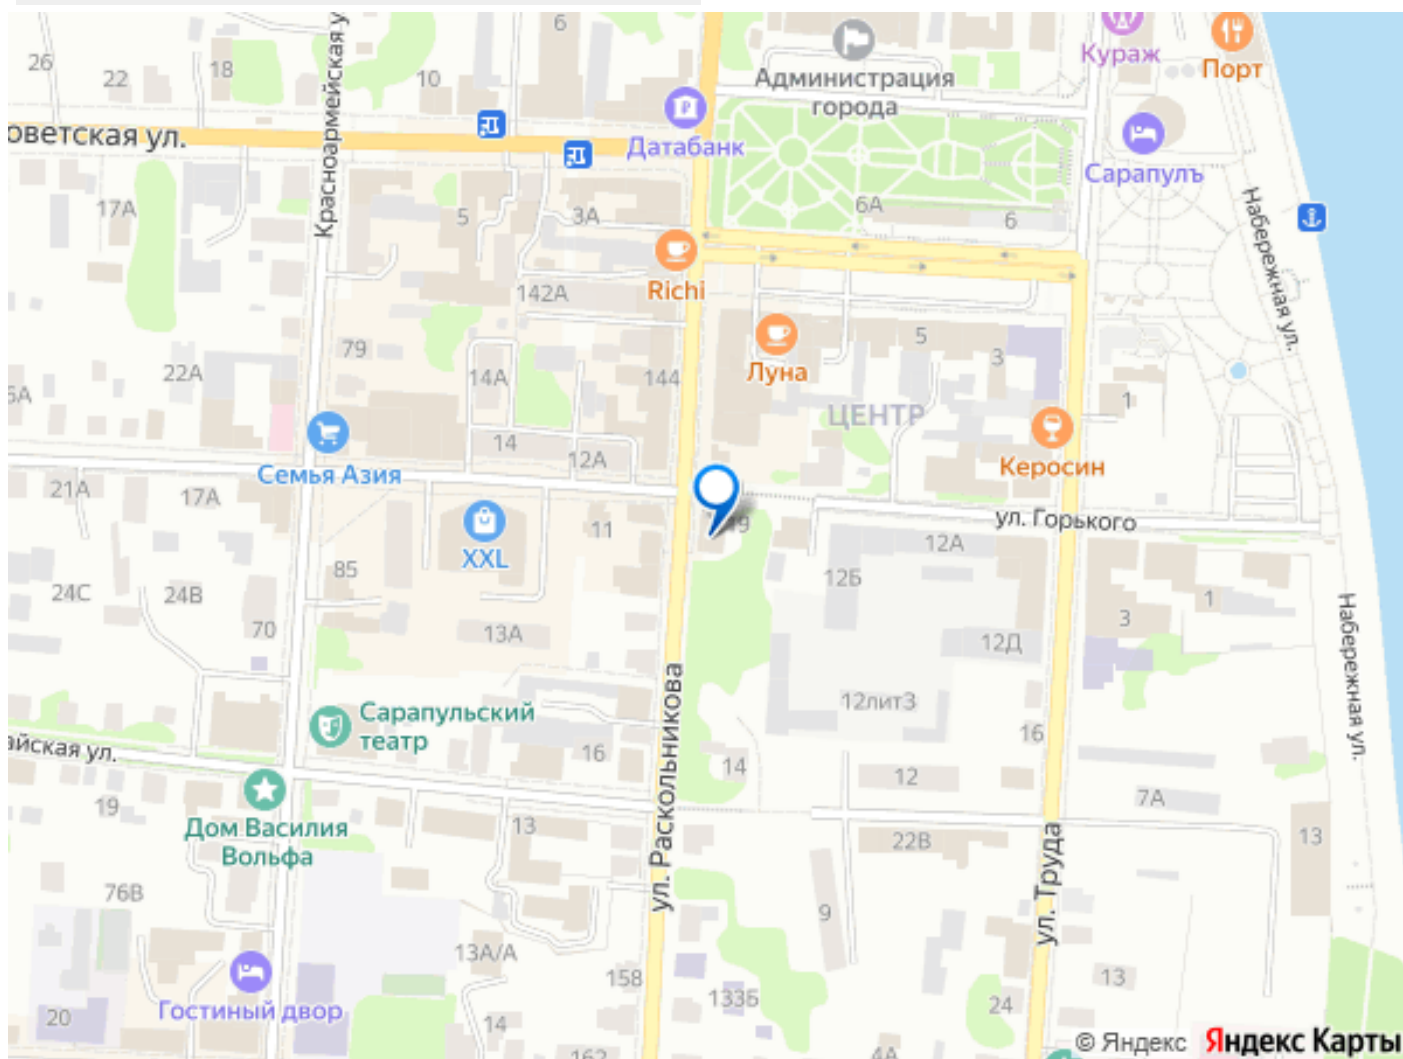 6
26
22
18
10
Красноармейская у
Администрация
города
Кураж
Порт
оветская ул.
Датабанк
Сарапулъ
17А
5
3А
6А
6
Набережная ул.
Richi
142А
79
22А
14А
144
Луна
5
3
ЦЕНТР
1
5А
Семья Азия
14
12А
Керосин
21А
17А
XXL
11
19
ул. Горького
12А
12Б
85
24С
24В
70
13А
12Д
3
1
Набережная ул.
Сарапульский
театр
16
ул. Раскольникова
12лит3
16
айская ул.
14
12
7А
19
Дом Василия
Вольфа
13
22В
13
ул. Труда
76В
9
13А/А
158
133Б
13
Гостиный двор
20
14
24
162
4А
© Яндекс Яндекс Карты